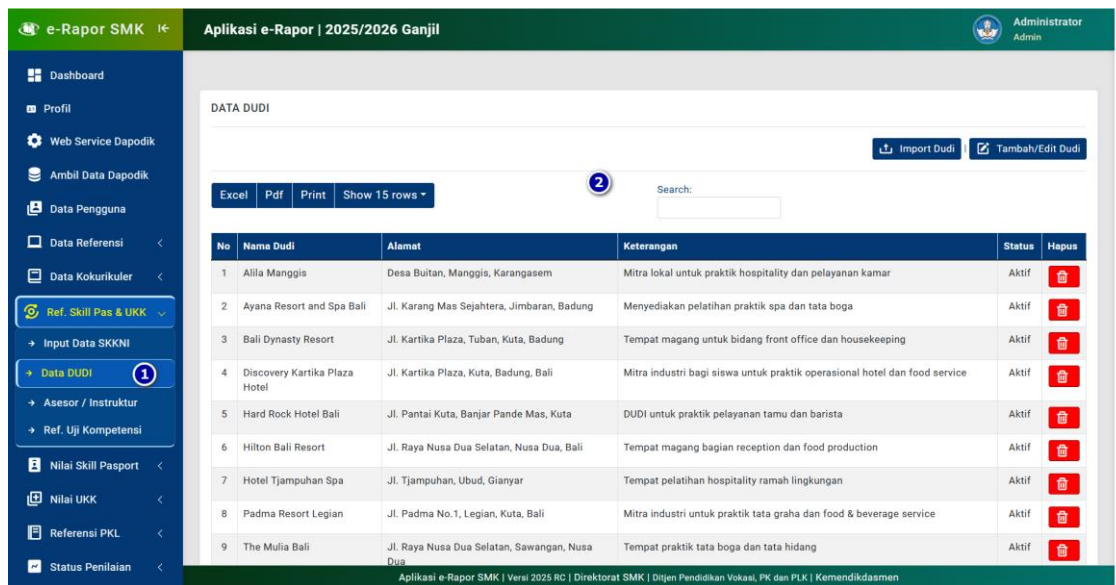 e-Rapor SMK
Aplikasi e-Rapor | 2025/2026 Ganjil
Administrator
Admin
Dashboard
Profil
Web Service Dapodik
Ambil Data Dapodik
Data Pengguna
Data Referensi
Data Kokurikuler
Ref. Skill Pas & UKK
Input Data SKKNI
Data DUDI 1
Asesor / Instruktur
Ref. Uji Kompetensi
Nilai Skill Pasport
Nilai UKK
Referensi PKL
Status Penilaian
DATA DUDI
Import Dudi | Tambah/Edit Dudi
Excel Pdf Print Show 15 rows
2
Search:
No Nama Dudi Alamat Keterangan Status Hapus
1 Alila Manggis Desa Buitan, Manggis, Karangasem Mitra lokal untuk praktik hospitality dan pelayanan kamar Aktif
2 Ayana Resort and Spa Bali Jl. Karang Mas Sejahtera, Jimbaran, Badung Menyediakan pelatihan praktik spa dan tata boga Aktif
3 Bali Dynasty Resort Jl. Kartika Plaza, Tuban, Kuta, Badung Tempat magang untuk bidang front office dan housekeeping Aktif
4 Discovery Kartika Plaza Jl. Kartika Plaza, Kuta, Badung, Bali Mitra industri bagi siswa untuk praktik operasional hotel dan food service Aktif
Hotel
5 Hard Rock Hotel Bali Jl. Pantai Kuta, Banjar Pande Mas, Kuta DUDI untuk praktik pelayanan tamu dan barista Aktif
6 Hilton Bali Resort Jl. Raya Nusa Dua Selatan, Nusa Dua, Bali Tempat magang bagian reception dan food production Aktif
7 Hotel Tjampuhan Spa Jl. Tjampuhan, Ubud, Gianyar Tempat pelatihan hospitality ramah lingkungan Aktif
8 Padma Resort Legian Jl. Padma No.1, Legian, Kuta, Bali Mitra industri untuk praktik tata graha dan food & beverage service Aktif
9 The Mulia Bali Jl. Raya Nusa Dua Selatan, Sawangan, Nusa Tempat praktik tata boga dan tata hidang Aktif
Dua
Aplikasi e-Rapor SMK | Versi 2025 RC | Direktorat SMK | Ditjen Pendidikan Vokasi, PK dan PLK | Kemendikdasmen